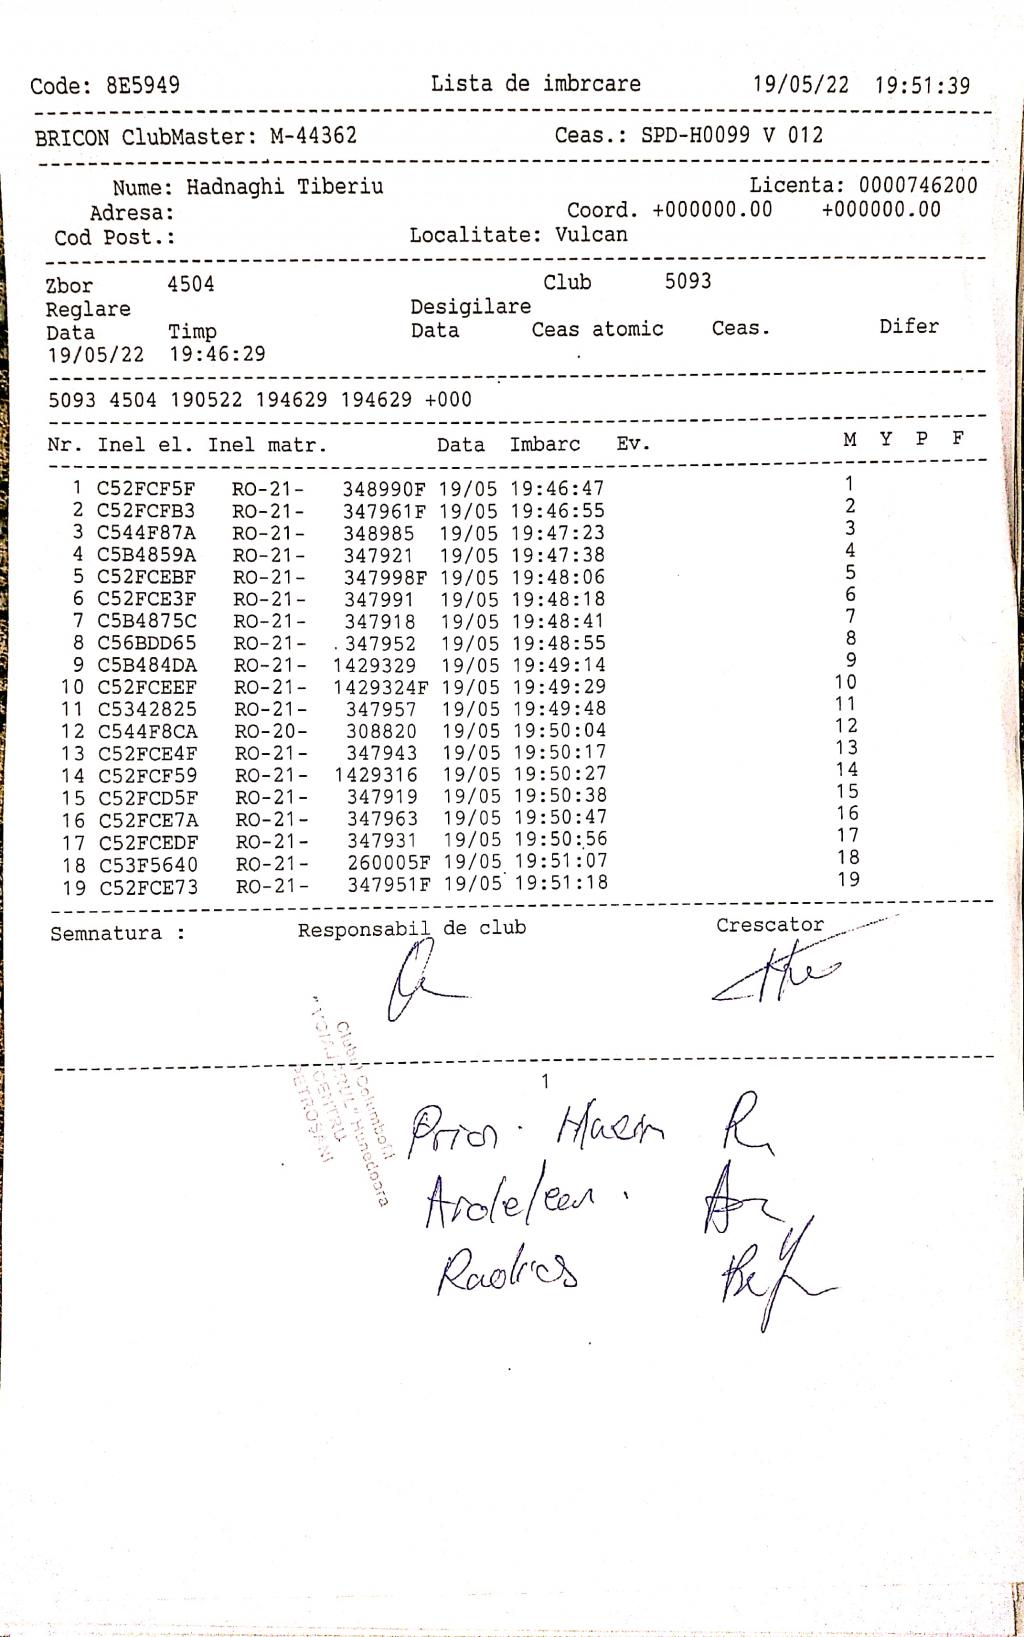 Code: 8E5949 Lista de imbrcare 19/05/22 19:51:39
BRICON ClubMaster: M-44362 Ceas.: SPD-H0099 V 012
Nume: Hadnaghi Tiberiu Licenta: 0000746200
Adresa: Coord. +000000.00 +000000.00
Cod Post.: Localitate: Vulcan
Zbor 4504 Club 5093
Reglare Desigilare
Data Timp Data Ceas atomic Ceas. Difer
19/05/22 19:46:29
5093 4504 190522 194629 194629 +000
Nr. Inel el. Inel matr. Data Imbarc Ev. M Y P F
1 C52FCF5F RO-21- 348990F 19/05 19:46:47 1
2 C52FCFB3 RO-21- 347961F 19/05 19:46:55 2
3 C544F87A RO-21- 348985 19/05 19:47:23 3
4 C5B4859A RO-21- 347921 19/05 19:47:38 4
5 C52FCEBF RO-21- 347998F 19/05 19:48:06 5
6 C52FCE3F RO-21- 347991 19/05 19:48:18 6
7 C5B4875C RO-21- 347918 19/05 19:48:41 7
8 C56BDD65 RO-21- 347952 19/05 19:48:55 8
9 C5B484DA RO-21- 1429329 19/05 19:49:14 9
10 C52FCEEF RO-21- 1429324F 19/05 19:49:29 10
11 C5342825 RO-21- 347957 19/05 19:49:48 11
12 C544F8CA RO-20- 308820 19/05 19:50:04 12
13 C52FCE4F RO-21- 347943 19/05 19:50:17 13
14 C52FCF59 RO-21- 1429316 19/05 19:50:27 14
15 C52FCD5F RO-21- 347919 19/05 19:50:38 15
16 C52FCE7A RO-21- 347963 19/05 19:50:47 16
17 C52FCEDF RO-21- 347931 19/05 19:50:56 17
18 C53F5640 RO-21- 260005F 19/05 19:51:07 18
19 C52FCE73 RO-21- 347951F 19/05 19:51:18 19
Semnatura : Responsabil de club Crescator
Clubul Columbofil
"VOIAJORUL" Hunedoara
CENTRU
PETROȘANI
1
Ardelean